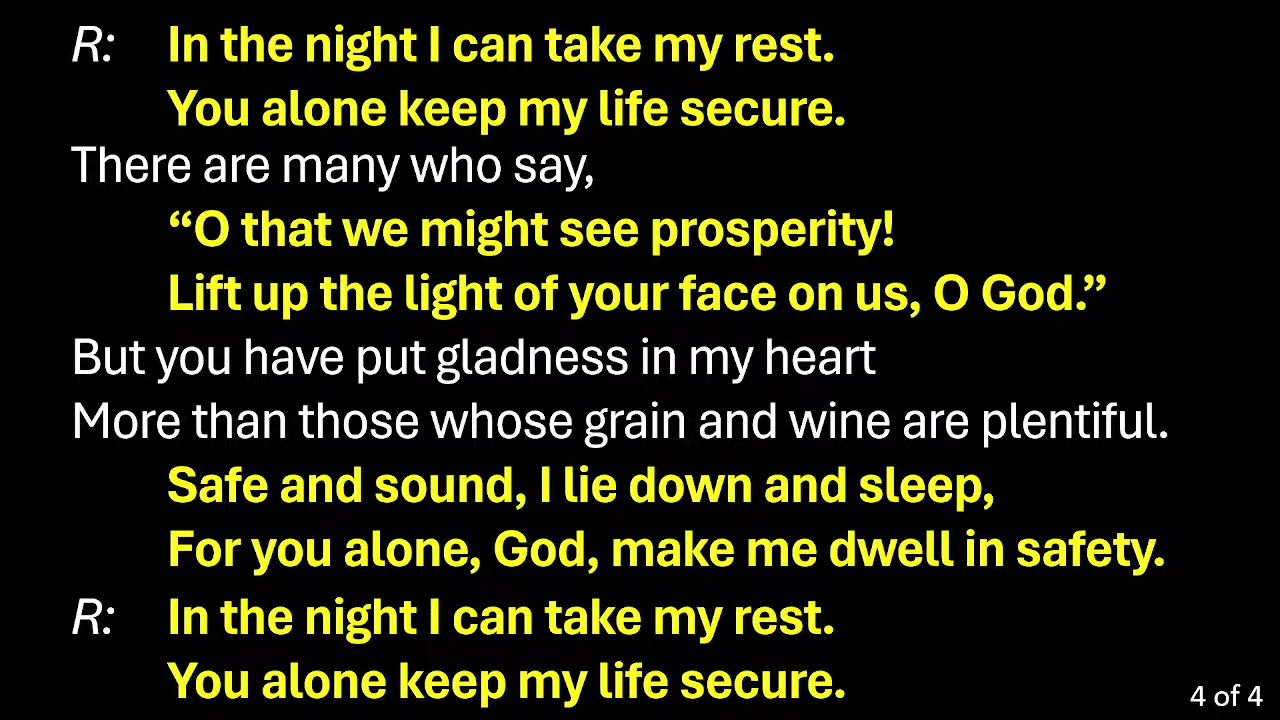 R: In the night I can take my rest.
You alone keep my life secure.
There are many who say,
“O that we might see prosperity!
Lift up the light of your face on us, O God.”
But you have put gladness in my heart
More than those whose grain and wine are plentiful.
Safe and sound, I lie down and sleep,
For you alone, God, make me dwell in safety.
R: In the night I can take my rest.
You alone keep my life secure.
4 of 4